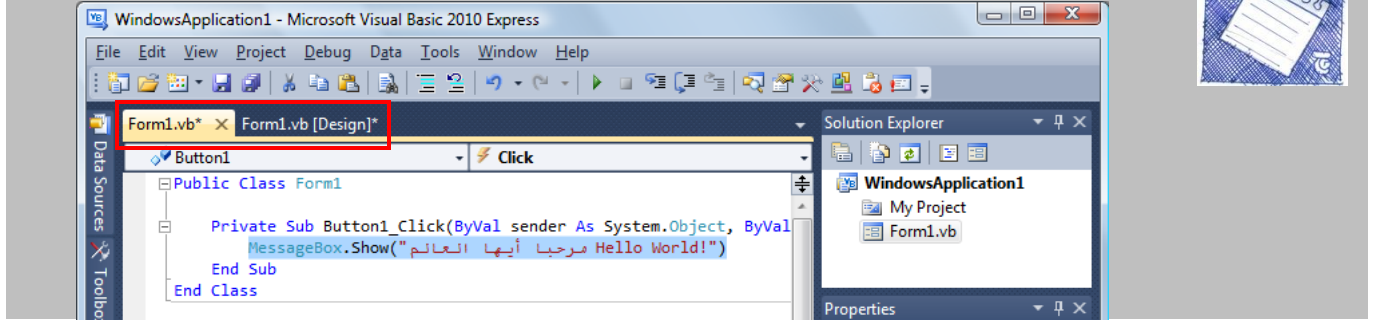 WindowsApplication1 - Microsoft Visual Basic 2010 Express
File Edit View Project Debug Data Tools Window Help
Form1.vb* Form1.vb [Design]*
Solution Explorer
Data Sources
Button1 Click
Public Class Form1
WindowsApplication1
My Project
Private Sub Button1_Click(ByVal sender As System.Object, ByVal
Form1.vb
MessageBox.Show("مرحبا أيها العالم Hello World!")
End Sub
End Class
Toolbo
Properties